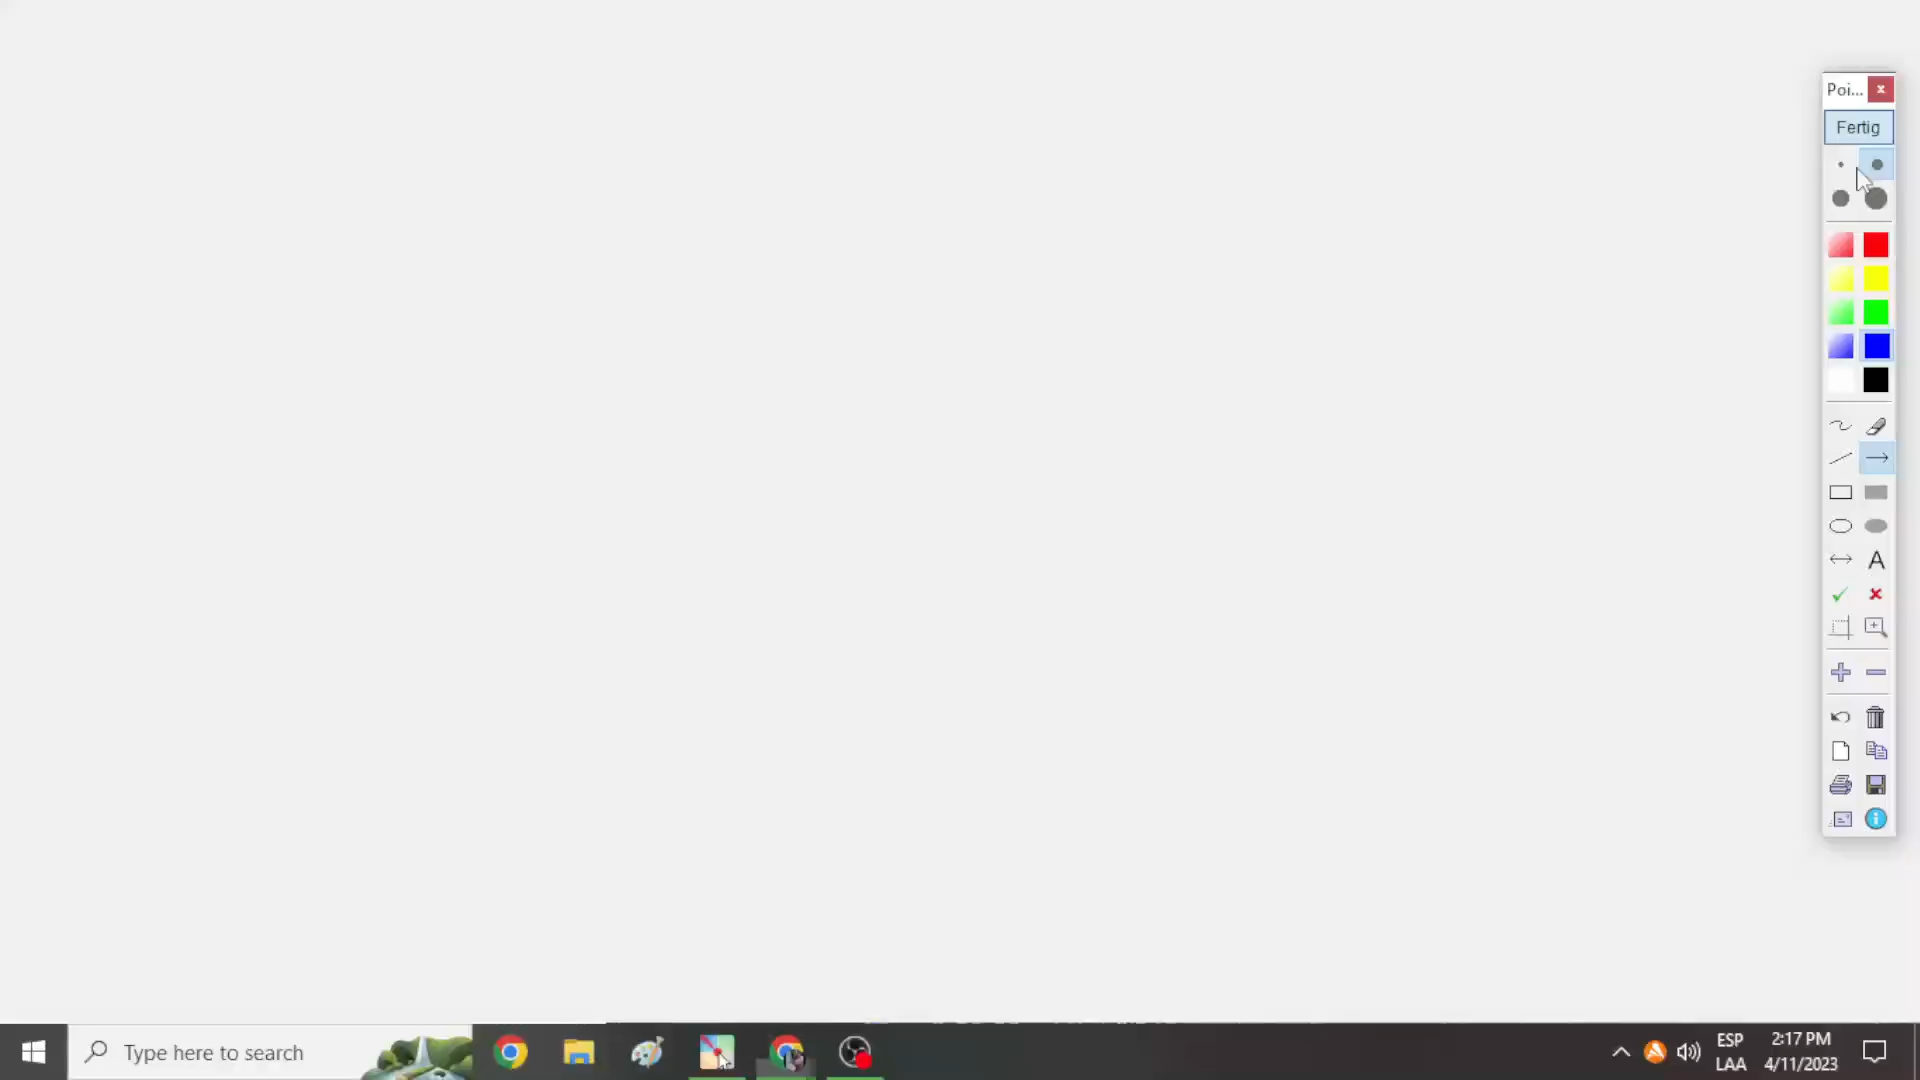 Poi...
Fertig
A
Type here to search
ESP
LAA
2:17 PM
4/11/2023